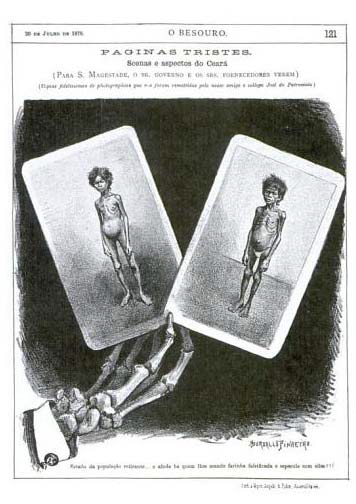 20 DE JULHO DE 1878. O BESOURO. 121
PAGINAS TRISTES.
Scenas e aspectos do Ceará
(PARA S. MAGESTADE, O SR. GOVERNO E OS SRS. FORNECEDORES VEREM)
(Copias fidelissimas de photographias que nos foram remettidas pelo nosso amigo e collega José do Patrocinio)
BORDALLO PINHEIRO
Estado da população retirante... e ainda ha quem lhes mande farinha falsificada e especule com elles!!!